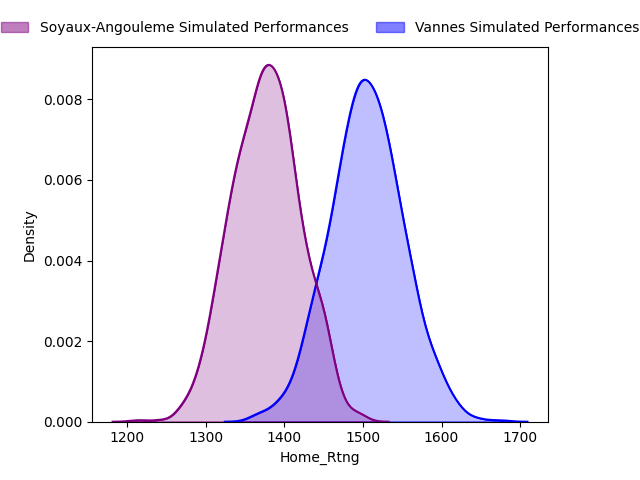 Soyaux-Angouleme Simulated Performances Vannes Simulated Performances
0.008
0.006
0.004
0.002
0.000
Density
1200 1300 1400 1500 1600 1700
Home_Rtng